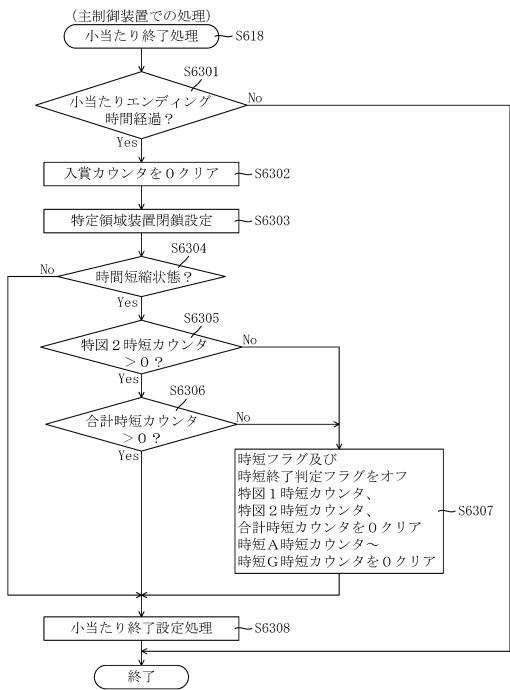 (主制御装置での処理)
小当たり終了処理
S618
S6301
小当たりエンディング
時間経過？
No
Yes
入賞カウンタを０クリア
S6302
特定領域装置閉鎖設定
S6303
S6304
時間短縮状態？
No
Yes
S6305
特図２時短カウンタ
＞０？
No
Yes
S6306
合計時短カウンタ
＞０？
No
Yes
時短フラグ及び
時短終了判定フラグをオフ
特図１時短カウンタ、
特図２時短カウンタ、
合計時短カウンタを０クリア
時短Ａ時短カウンタ～
時短Ｇ時短カウンタを０クリア
S6307
小当たり終了設定処理
S6308
終了